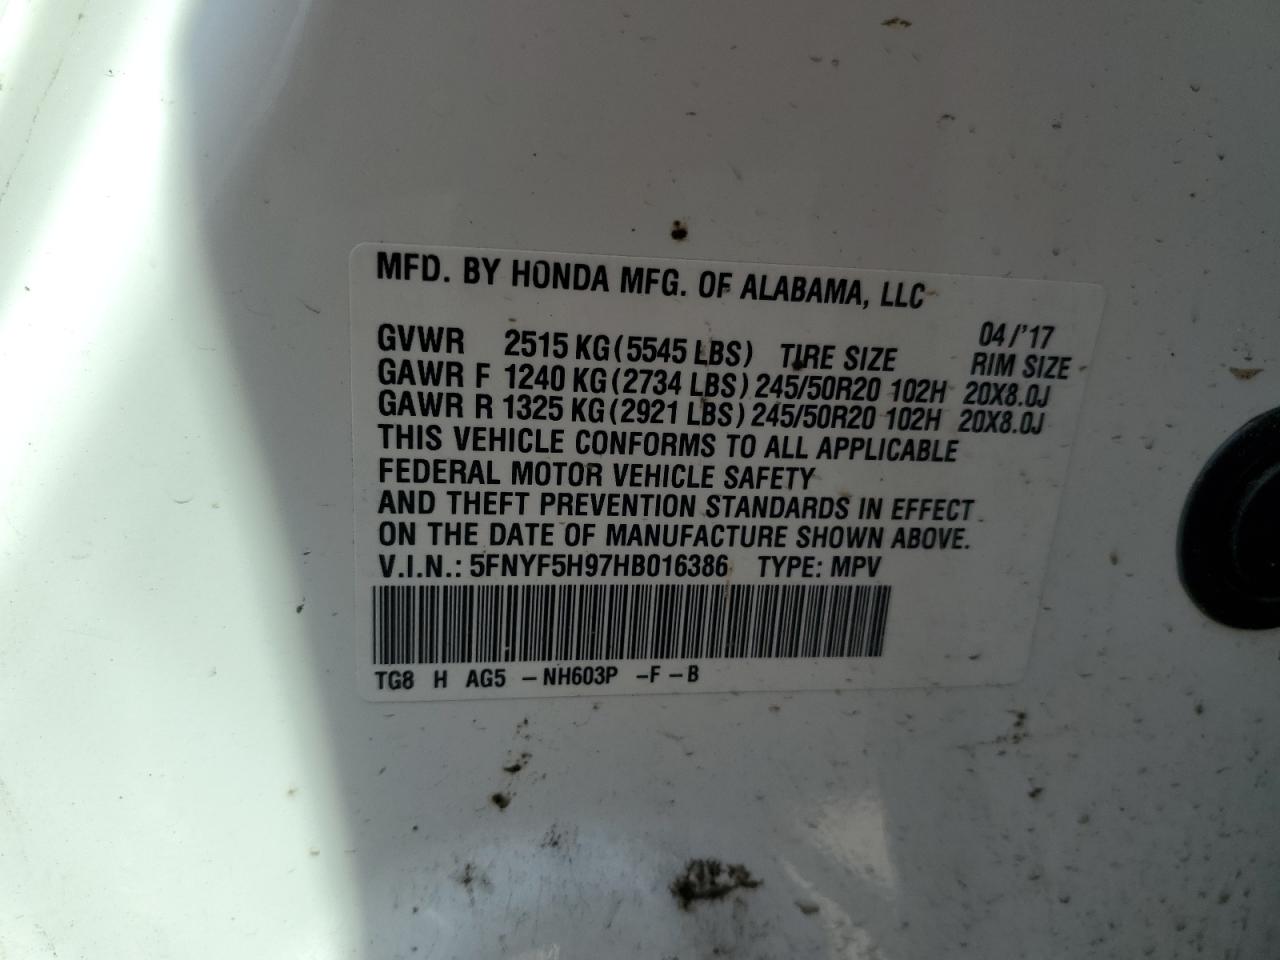 MFD. BY HONDA MFG. OF ALABAMA, LLC
04/'17
GVWR 2515 KG(5545 LBS) TIRE SIZE RIM SIZE
GAWR F 1240 KG(2734 LBS) 245/50R20 102H 20X8.0J
GAWR R 1325 KG(2921 LBS) 245/50R20 102H 20X8.0J
THIS VEHICLE CONFORMS TO ALL APPLICABLE
FEDERAL MOTOR VEHICLE SAFETY
AND THEFT PREVENTION STANDARDS IN EFFECT
ON THE DATE OF MANUFACTURE SHOWN ABOVE.
V.I.N.: 5FNYF5H97HB016386 TYPE: MPV
TG8 H AG5 -NH603P -F-B